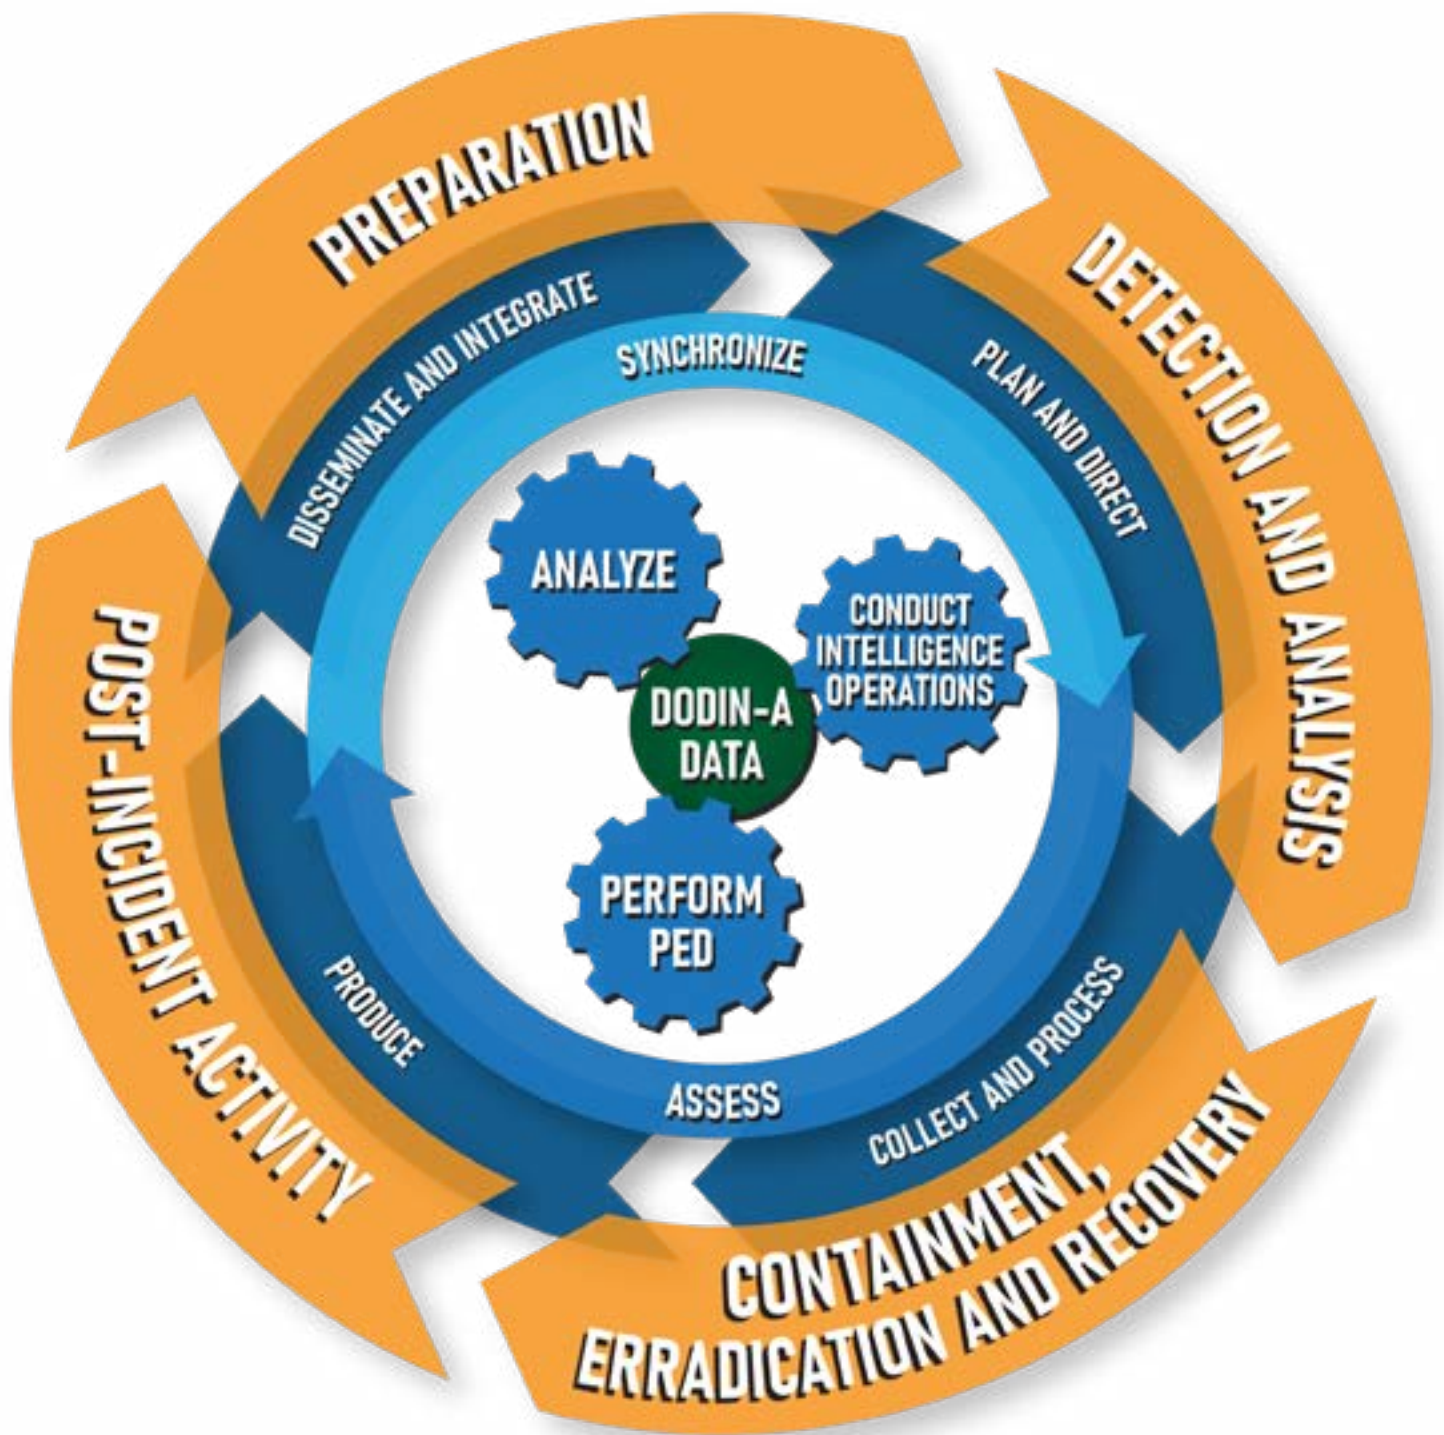 PREPARATION
DETECTION AND ANALYSIS
CONTAINMENT,
ERRADICATION AND RECOVERY
POST-INCIDENT ACTIVITY
DISSEMINATE AND INTEGRATE
PLAN AND DIRECT
COLLECT AND PROCESS
PRODUCE
SYNCHRONIZE
ASSESS
ANALYZE
CONDUCT
INTELLIGENCE
OPERATIONS
DODIN-A
DATA
PERFORM
PED